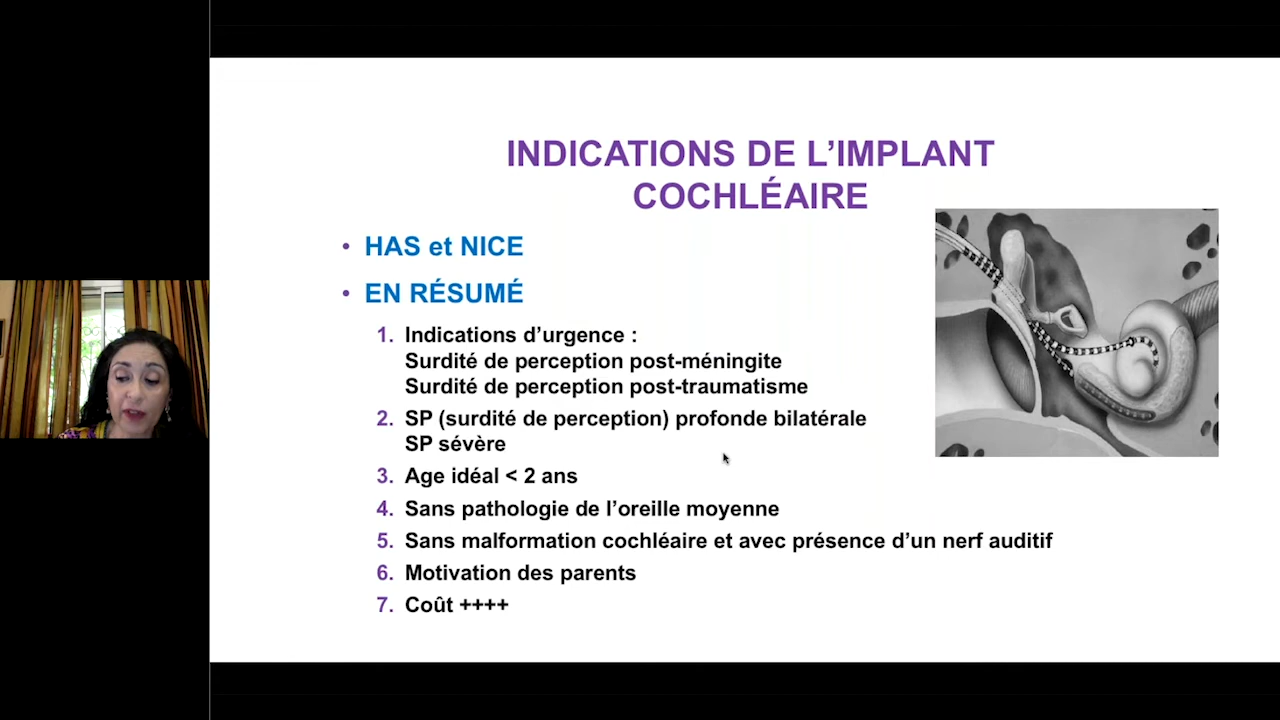 INDICATIONS DE L’IMPLANT
COCHLÉAIRE
• HAS et NICE
• EN RÉSUMÉ
1. Indications d’urgence :
Surdité de perception post-méningite
Surdité de perception post-traumatisme
2. SP (surdité de perception) profonde bilatérale
SP sévère
3. Age idéal < 2 ans
4. Sans pathologie de l’oreille moyenne
5. Sans malformation cochléaire et avec présence d’un nerf auditif
6. Motivation des parents
7. Coût ++++